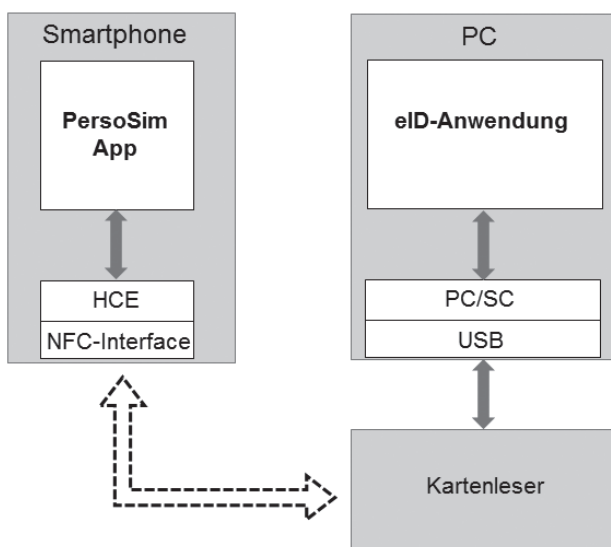 Smartphone
PersoSim
App
HCE
NFC-Interface
PC
eID-Anwendung
PC/SC
USB
Kartenleser